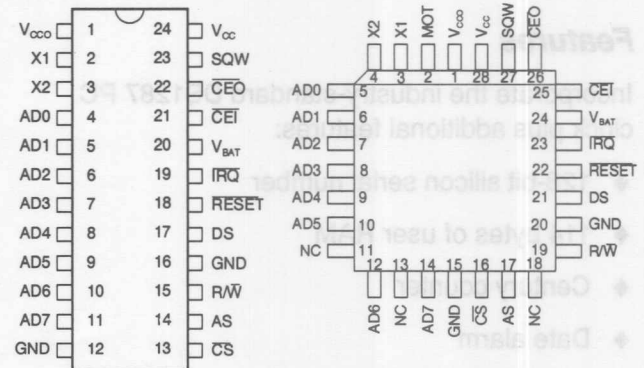 VCCO 1 24 VCC
X1 2 23 SQW
X2 3 22 CEO
AD0 4 21 CEI
AD1 5 20 VBAT
AD2 6 19 IRQ
AD3 7 18 RESET
AD4 8 17 DS
AD5 9 16 GND
AD6 10 15 R/W
AD7 11 14 AS
GND 12 13 CS
X2 X1 MOT VCCO VCC SQW CEO
4 3 2 1 28 27 26
AD0 5 25 CEI
AD1 6 24 VBAT
AD2 7 23 IRQ
AD3 8 22 RESET
AD4 9 21 DS
AD5 10 20 GND
NC 11 19 R/W
12 13 14 15 16 17 18
AD6 NC AD7 GND CS AS NC
Features
Incorporate the industry standard DS1287 PC
clock plus additional features:
bit silicon serial number
bytes of user RAM
Century counter
Date alarm